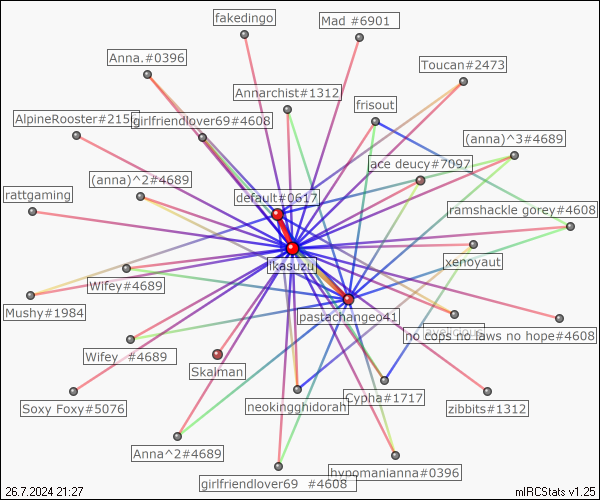 fakedingo
Mad #6901
Anna.#0396
Toucan#2473
Annarchist#1312
frisout
AlpineRooster#215
girlfriendlover69#4608
(anna)^3#4689
ace deucy#7097
(anna)^2#4689
default#0617
rattgaming
ramshackle gorey#4608
xenoyaut
ikasuzu
Wifey#4689
Mushy#1984
pastachangeo41
no cops no laws no hope#4608
Wifey #4689
Skalman
Cypha#1717
Soxy Foxy#5076
neokingghidorah
zibbits#1312
Anna^2#4689
hypomanianna#0396
girlfriendlover69 #4608
26.7.2024 21:27
mIRCStats v1.25